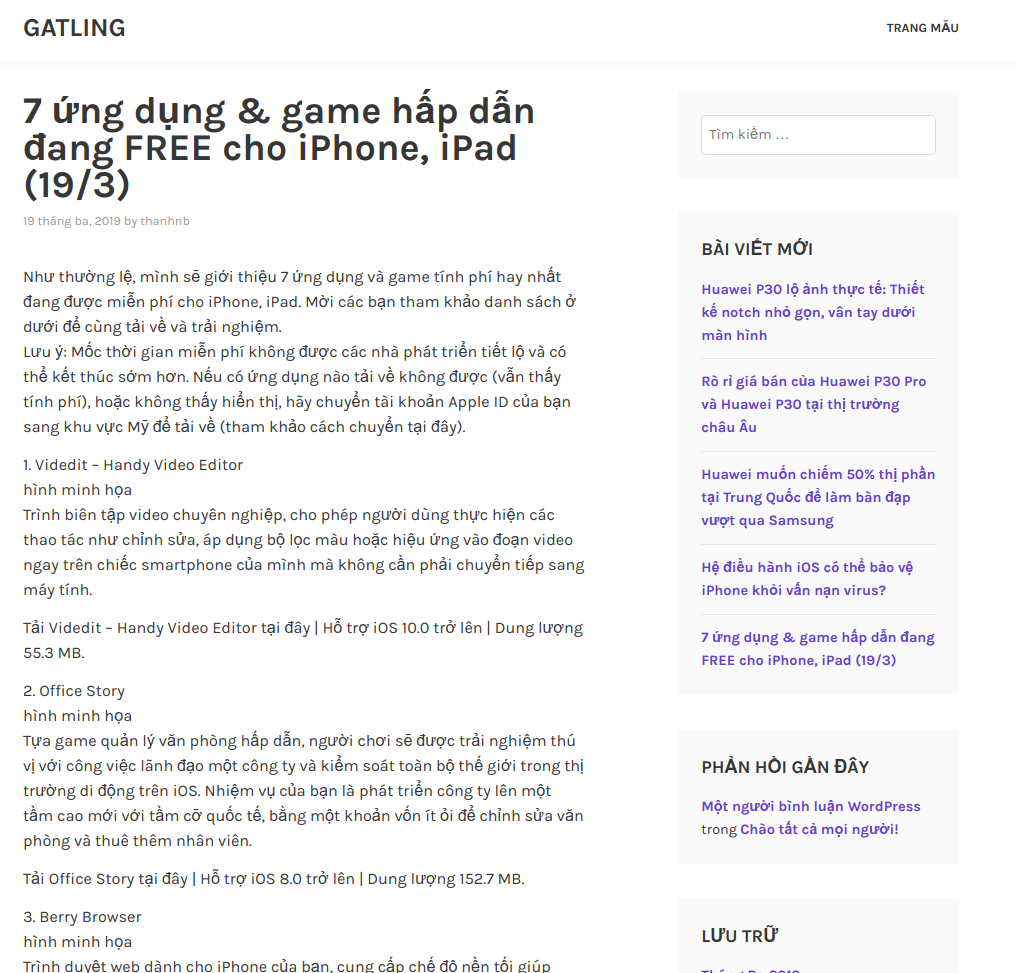 GATLING
TRANG MẪU
7 ứng dụng & game hấp dẫn
đang FREE cho iPhone, iPad
(19/3)
19 tháng ba, 2019 by thanhnb
Như thường lệ, mình sẽ giới thiệu 7 ứng dụng và game tính phí hay nhất
đang được miễn phí cho iPhone, iPad. Mời các bạn tham khảo danh sách ở
dưới để cùng tải về và trải nghiệm.
Lưu ý: Mốc thời gian miễn phí không được các nhà phát triển tiết lộ và có
thể kết thúc sớm hơn. Nếu có ứng dụng nào tải về không được (vẫn thấy
tính phí), hoặc không thấy hiển thị, hãy chuyển tài khoản Apple ID của bạn
sang khu vực Mỹ để tải về (tham khảo cách chuyển tại đây).
1. Videdit – Handy Video Editor
hình minh họa
Trình biên tập video chuyên nghiệp, cho phép người dùng thực hiện các
thao tác như chỉnh sửa, áp dụng bộ lọc màu hoặc hiệu ứng vào đoạn video
ngay trên chiếc smartphone của mình mà không cần phải chuyển tiếp sang
máy tính.
Tải Videdit – Handy Video Editor tại đây | Hỗ trợ iOS 10.0 trở lên | Dung lượng
55.3 MB.
2. Office Story
hình minh họa
Tựa game quản lý văn phòng hấp dẫn, người chơi sẽ được trải nghiệm thú
vị với công việc lãnh đạo một công ty và kiểm soát toàn bộ thế giới trong thị
trường di động trên iOS. Nhiệm vụ của bạn là phát triển công ty lên một
tầm cao mới với tầm cỡ quốc tế, bằng một khoản vốn ít ỏi để chỉnh sửa văn
phòng và thuê thêm nhân viên.
Tải Office Story tại đây | Hỗ trợ iOS 8.0 trở lên | Dung lượng 152.7 MB.
3. Berry Browser
hình minh họa
Trình duyệt web dành cho iPhone của bạn, cung cấp chế độ nền tối giúp
Tìm kiếm …
BÀI VIẾT MỚI
Huawei P30 lộ ảnh thực tế: Thiết
kế notch nhỏ gọn, vân tay dưới
màn hình
Rò rỉ giá bán của Huawei P30 Pro
và Huawei P30 tại thị trường
châu Âu
Huawei muốn chiếm 50% thị phần
tại Trung Quốc để làm bàn đạp
vượt qua Samsung
Hệ điều hành iOS có thể bảo vệ
iPhone khỏi vấn nạn virus?
7 ứng dụng & game hấp dẫn đang
FREE cho iPhone, iPad (19/3)
PHẢN HỒI GẦN ĐÂY
Một người bình luận WordPress
trong Chào tất cả mọi người!
LƯU TRỮ
Tháng Ba 2019